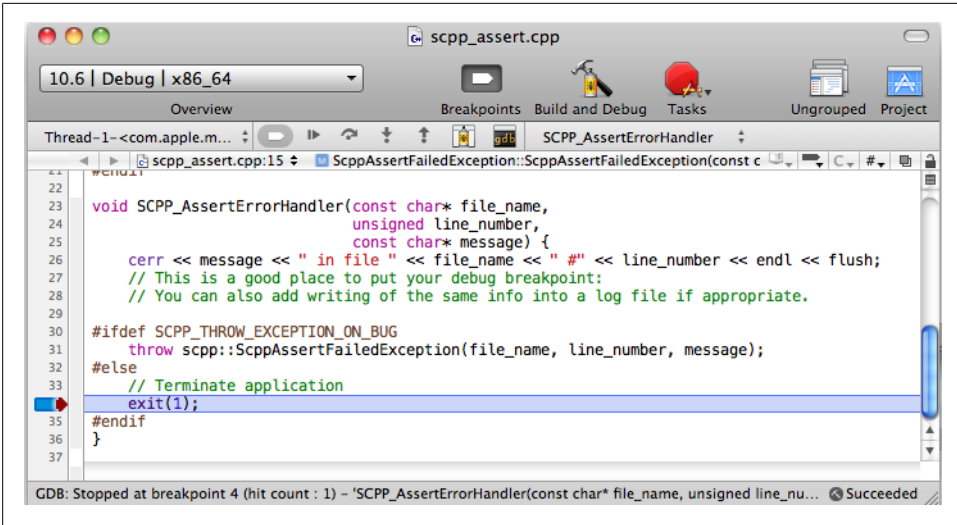 scpp_assert.cpp
10.6 | Debug | x86_64
Overview
Breakpoints
Build and Debug
Tasks
Ungrouped
Project
Thread-1-<com.apple.m...
gdb
SCPP_AssertErrorHandler
scpp_assert.cpp:15
M ScppAssertFailedException::ScppAssertFailedException(const c
C
#
21 #endif
22
23 void SCPP_AssertErrorHandler(const char* file_name,
24 unsigned line_number,
25 const char* message) {
26 cerr << message << " in file " << file_name << " #" << line_number << endl << flush;
27 // This is a good place to put your debug breakpoint:
28 // You can also add writing of the same info into a log file if appropriate.
29
30 #ifdef SCPP_THROW_EXCEPTION_ON_BUG
31 throw scpp::ScppAssertFailedException(file_name, line_number, message);
32 #else
33 // Terminate application
exit(1);
35 #endif
36 }
37
GDB: Stopped at breakpoint 4 (hit count : 1) – 'SCPP_AssertErrorHandler(const char* file_name, unsigned line_nu...
Succeeded